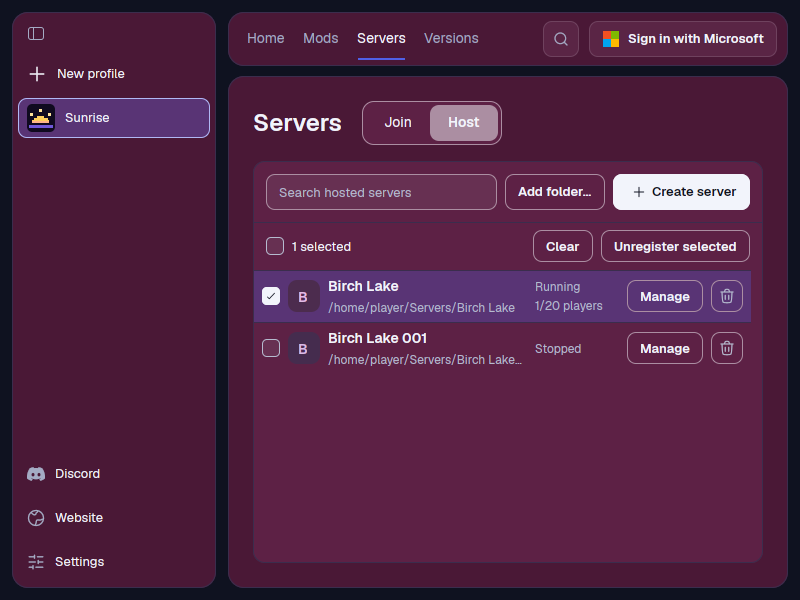 New profile
Sunrise
Discord
Website
Settings
Home
Mods
Servers
Versions
Sign in with Microsoft
Servers
Join
Host
Search hosted servers
Add folder...
Create server
1 selected
Clear
Unregister selected
B
Birch Lake
/home/player/Servers/Birch Lake
Running
1/20 players
Manage
B
Birch Lake 001
/home/player/Servers/Birch Lake...
Stopped
Manage